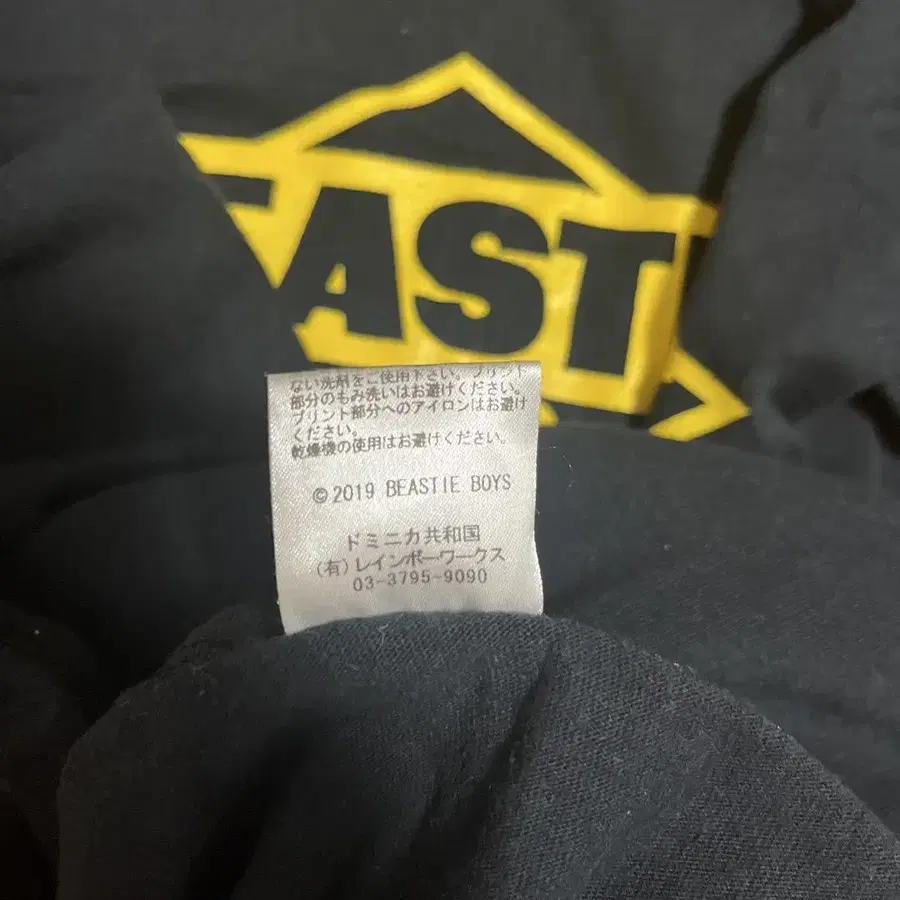 AST
ない洗剤をご使用下さい。プリント
部分のもみ洗いはお避けください。
プリント部分へのアイロンはお避け
ください。
乾燥機の使用はお避けください。
©2019 BEASTIE BOYS
ドミニカ共和国
(有)レインボーワークス
03-3795-9090